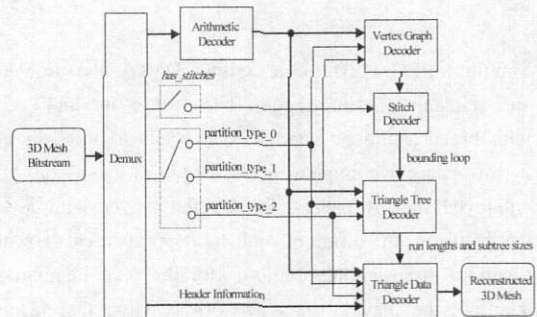 Arithmetic
Decoder
Vertex Graph
Decoder
has_stitches
Stitch
Decoder
3D Mesh
Bitstream
Demux
partition_type_0
partition_type_1
partition_type_2
bounding loop
Triangle Tree
Decoder
run lengths and subtree sizes
Header Information
Triangle Data
Decoder
Reconstructed
3D Mesh